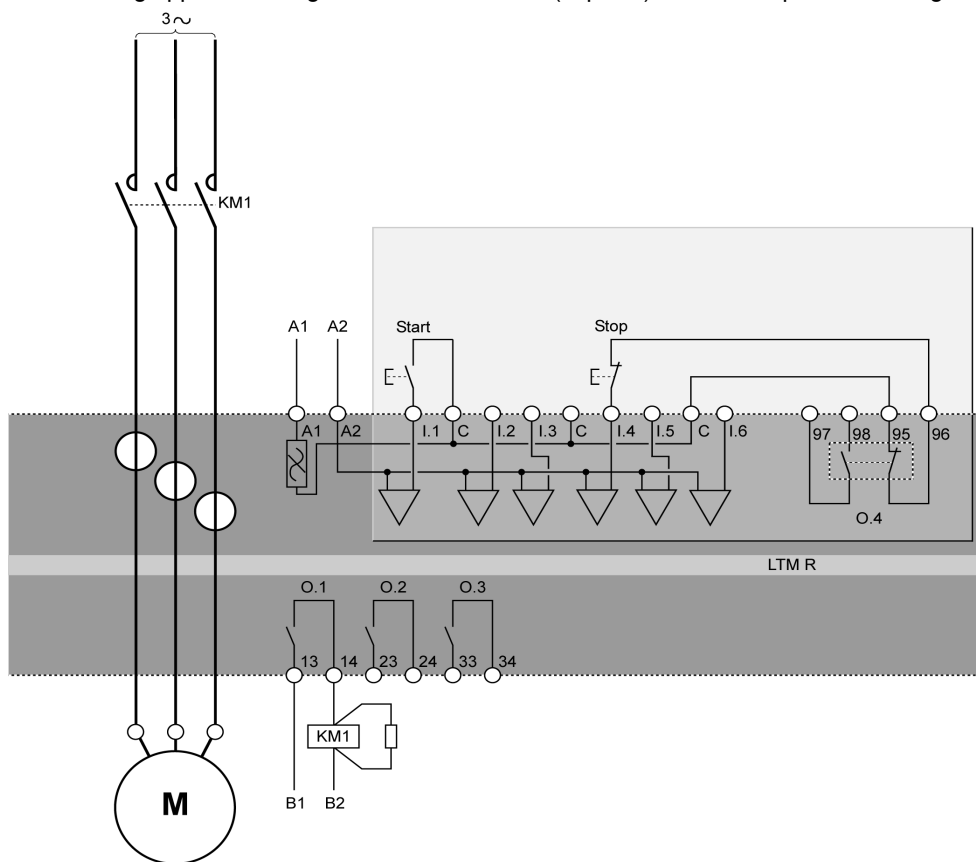 3
KM1
A1 A2 Start Stop
A1 A2 I.1 C I.2 I.3 C I.4 I.5 C I.6 97 98 95 96
O.4
LTM R
O.1 O.2 O.3
13 14 23 24 33 34
KM1
M
B1 B2